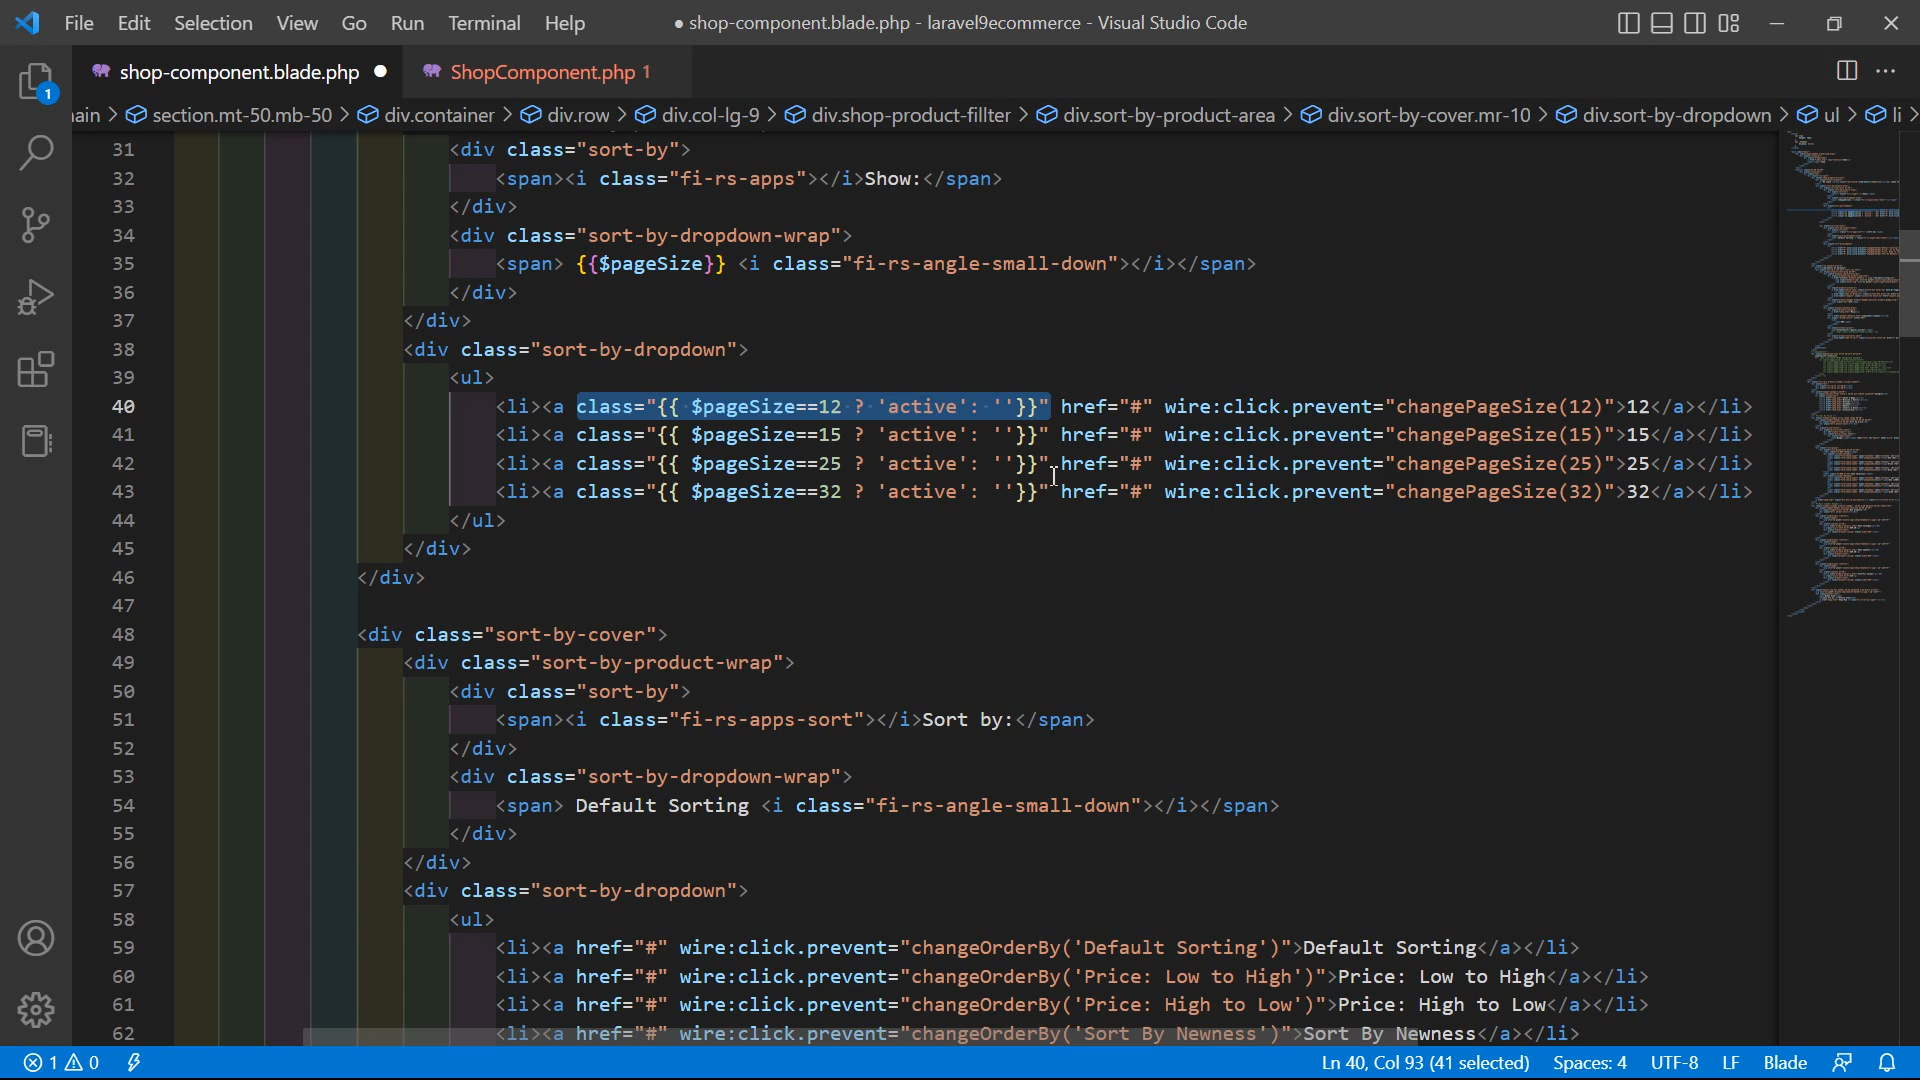 File Edit Selection View Go Run Terminal Help ● shop-component.blade.php - laravel9ecommerce - Visual Studio Code
shop-component.blade.php ● ShopComponent.php 1
1
ain > section.mt-50.mb-50 > div.container > div.row > div.col-lg-9 > div.shop-product-fillter > div.sort-by-product-area > div.sort-by-cover.mr-10 > div.sort-by-dropdown > ul > li >
31 <div class="sort-by">
32 <span><i class="fi-rs-apps"></i>Show:</span>
33 </div>
34 <div class="sort-by-dropdown-wrap">
35 <span> {{$pageSize}} <i class="fi-rs-angle-small-down"></i></span>
36 </div>
37 </div>
38 <div class="sort-by-dropdown">
39 <ul>
40 <li><a class="{{ $pageSize==12 ? 'active': ''}}" href="#" wire:click.prevent="changePageSize(12)">12</a></li>
41 <li><a class="{{ $pageSize==15 ? 'active': ''}}" href="#" wire:click.prevent="changePageSize(15)">15</a></li>
42 <li><a class="{{ $pageSize==25 ? 'active': ''}}" href="#" wire:click.prevent="changePageSize(25)">25</a></li>
43 <li><a class="{{ $pageSize==32 ? 'active': ''}}" href="#" wire:click.prevent="changePageSize(32)">32</a></li>
44 </ul>
45 </div>
46 </div>
47
48 <div class="sort-by-cover">
49 <div class="sort-by-product-wrap">
50 <div class="sort-by">
51 <span><i class="fi-rs-apps-sort"></i>Sort by:</span>
52 </div>
53 <div class="sort-by-dropdown-wrap">
54 <span> Default Sorting <i class="fi-rs-angle-small-down"></i></span>
55 </div>
56 </div>
57 <div class="sort-by-dropdown">
58 <ul>
59 <li><a href="#" wire:click.prevent="changeOrderBy('Default Sorting')">Default Sorting</a></li>
60 <li><a href="#" wire:click.prevent="changeOrderBy('Price: Low to High')">Price: Low to High</a></li>
61 <li><a href="#" wire:click.prevent="changeOrderBy('Price: High to Low')">Price: High to Low</a></li>
62 <li><a href="#" wire:click.prevent="changeOrderBy('Sort By Newness')">Sort By Newness</a></li>
1 0 Ln 40, Col 93 (41 selected) Spaces: 4 UTF-8 LF Blade